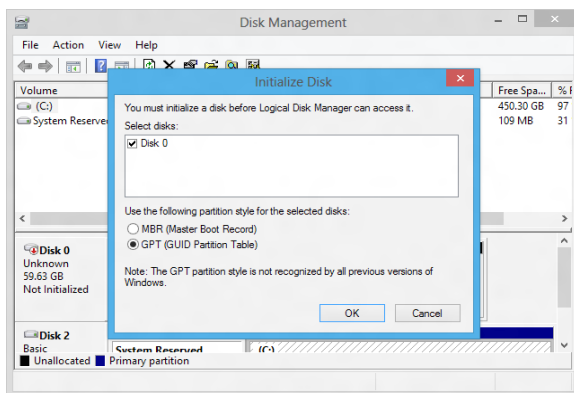 Disk Management
File Action View Help
Initialize Disk
Volume
Free Spa...
(C:)
450.30 GB 97
System Reserve
109 MB 31
You must initialize a disk before Logical Disk Manager can access it.
Select disks:
Disk 0
Use the following partition style for the selected disks:
MBR (Master Boot Record)
GPT (GUID Partition Table)
Note: The GPT partition style is not recognized by all previous versions of
Windows.
OK Cancel
Disk 0
Unknown
59.63 GB
Not Initialized
Disk 2
Basic
System Reserved (C:)
Unallocated Primary partition